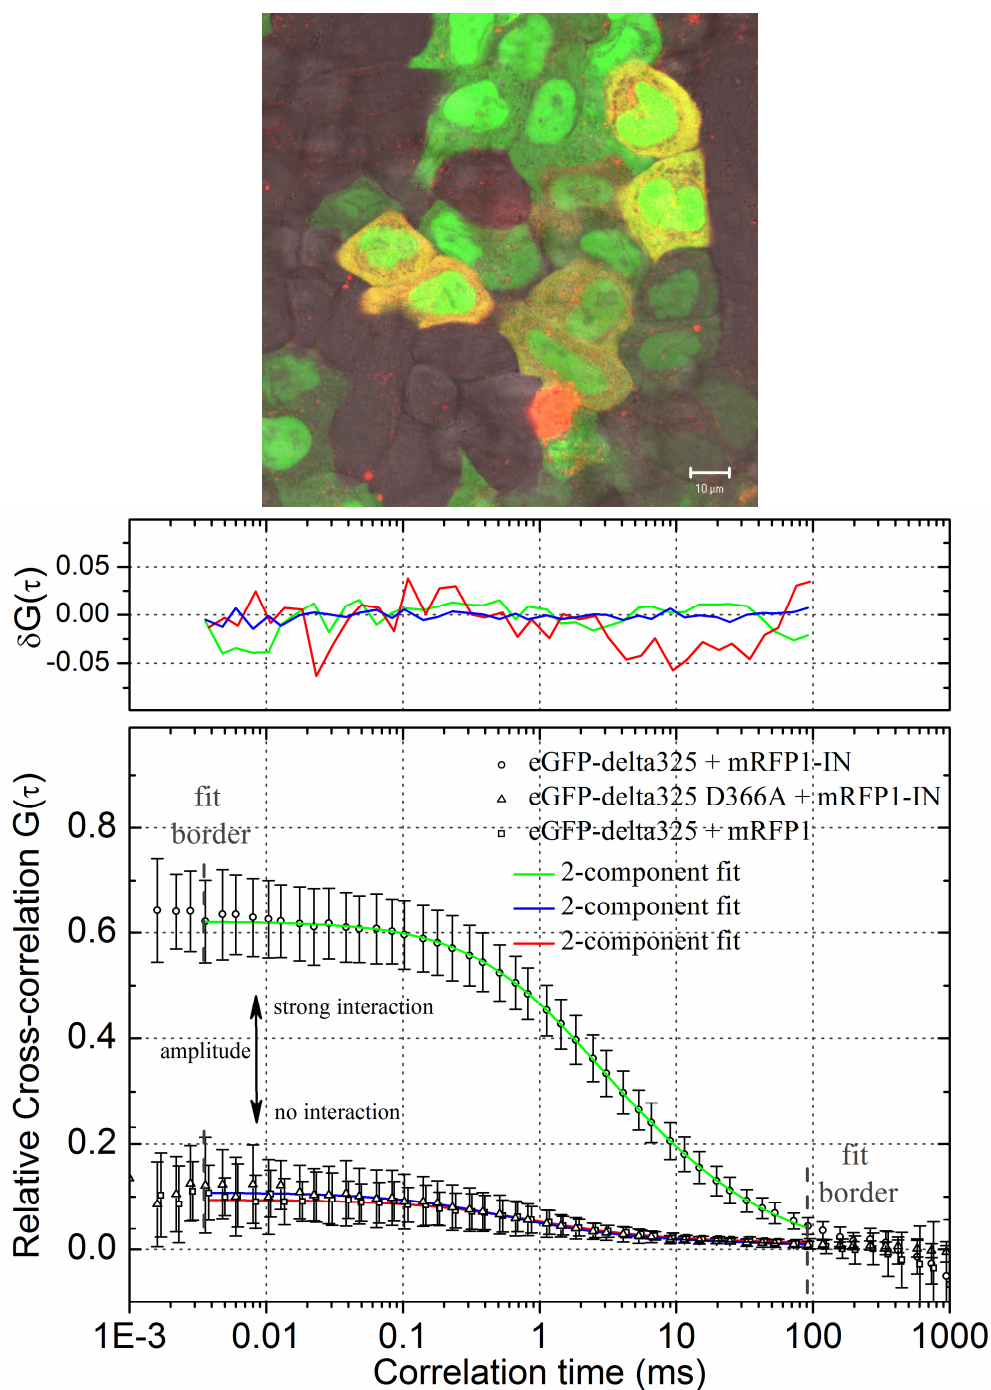 10 µm
δG(τ)
0.05
0.00
-0.05
Relative Cross-correlation G(τ)
0.8
0.6
0.4
0.2
0.0
fit
border
eGFP-delta325 + mRFP1-IN
eGFP-delta325 D366A + mRFP1-IN
eGFP-delta325 + mRFP1
2-component fit
2-component fit
2-component fit
strong interaction
amplitude
no interaction
fit
border
1E-3 0.01 0.1 1 10 100 1000
Correlation time (ms)